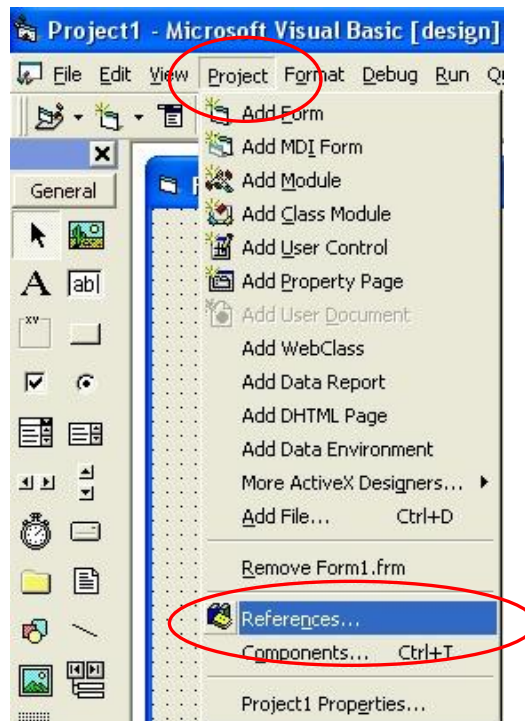 Project1 - Microsoft Visual Basic [design]
File Edit View Project Format Debug Run
Add Form
Add MDI Form
General
Add Module
Add Class Module
Add User Control
A ab
Add Property Page
XY
Add User Document
Add WebClass
Add Data Report
Add DHTML Page
Add Data Environment
More ActiveX Designers...
Add File... Ctrl+D
Remove Form1.frm
References...
Components... Ctrl+T
Project1 Properties...